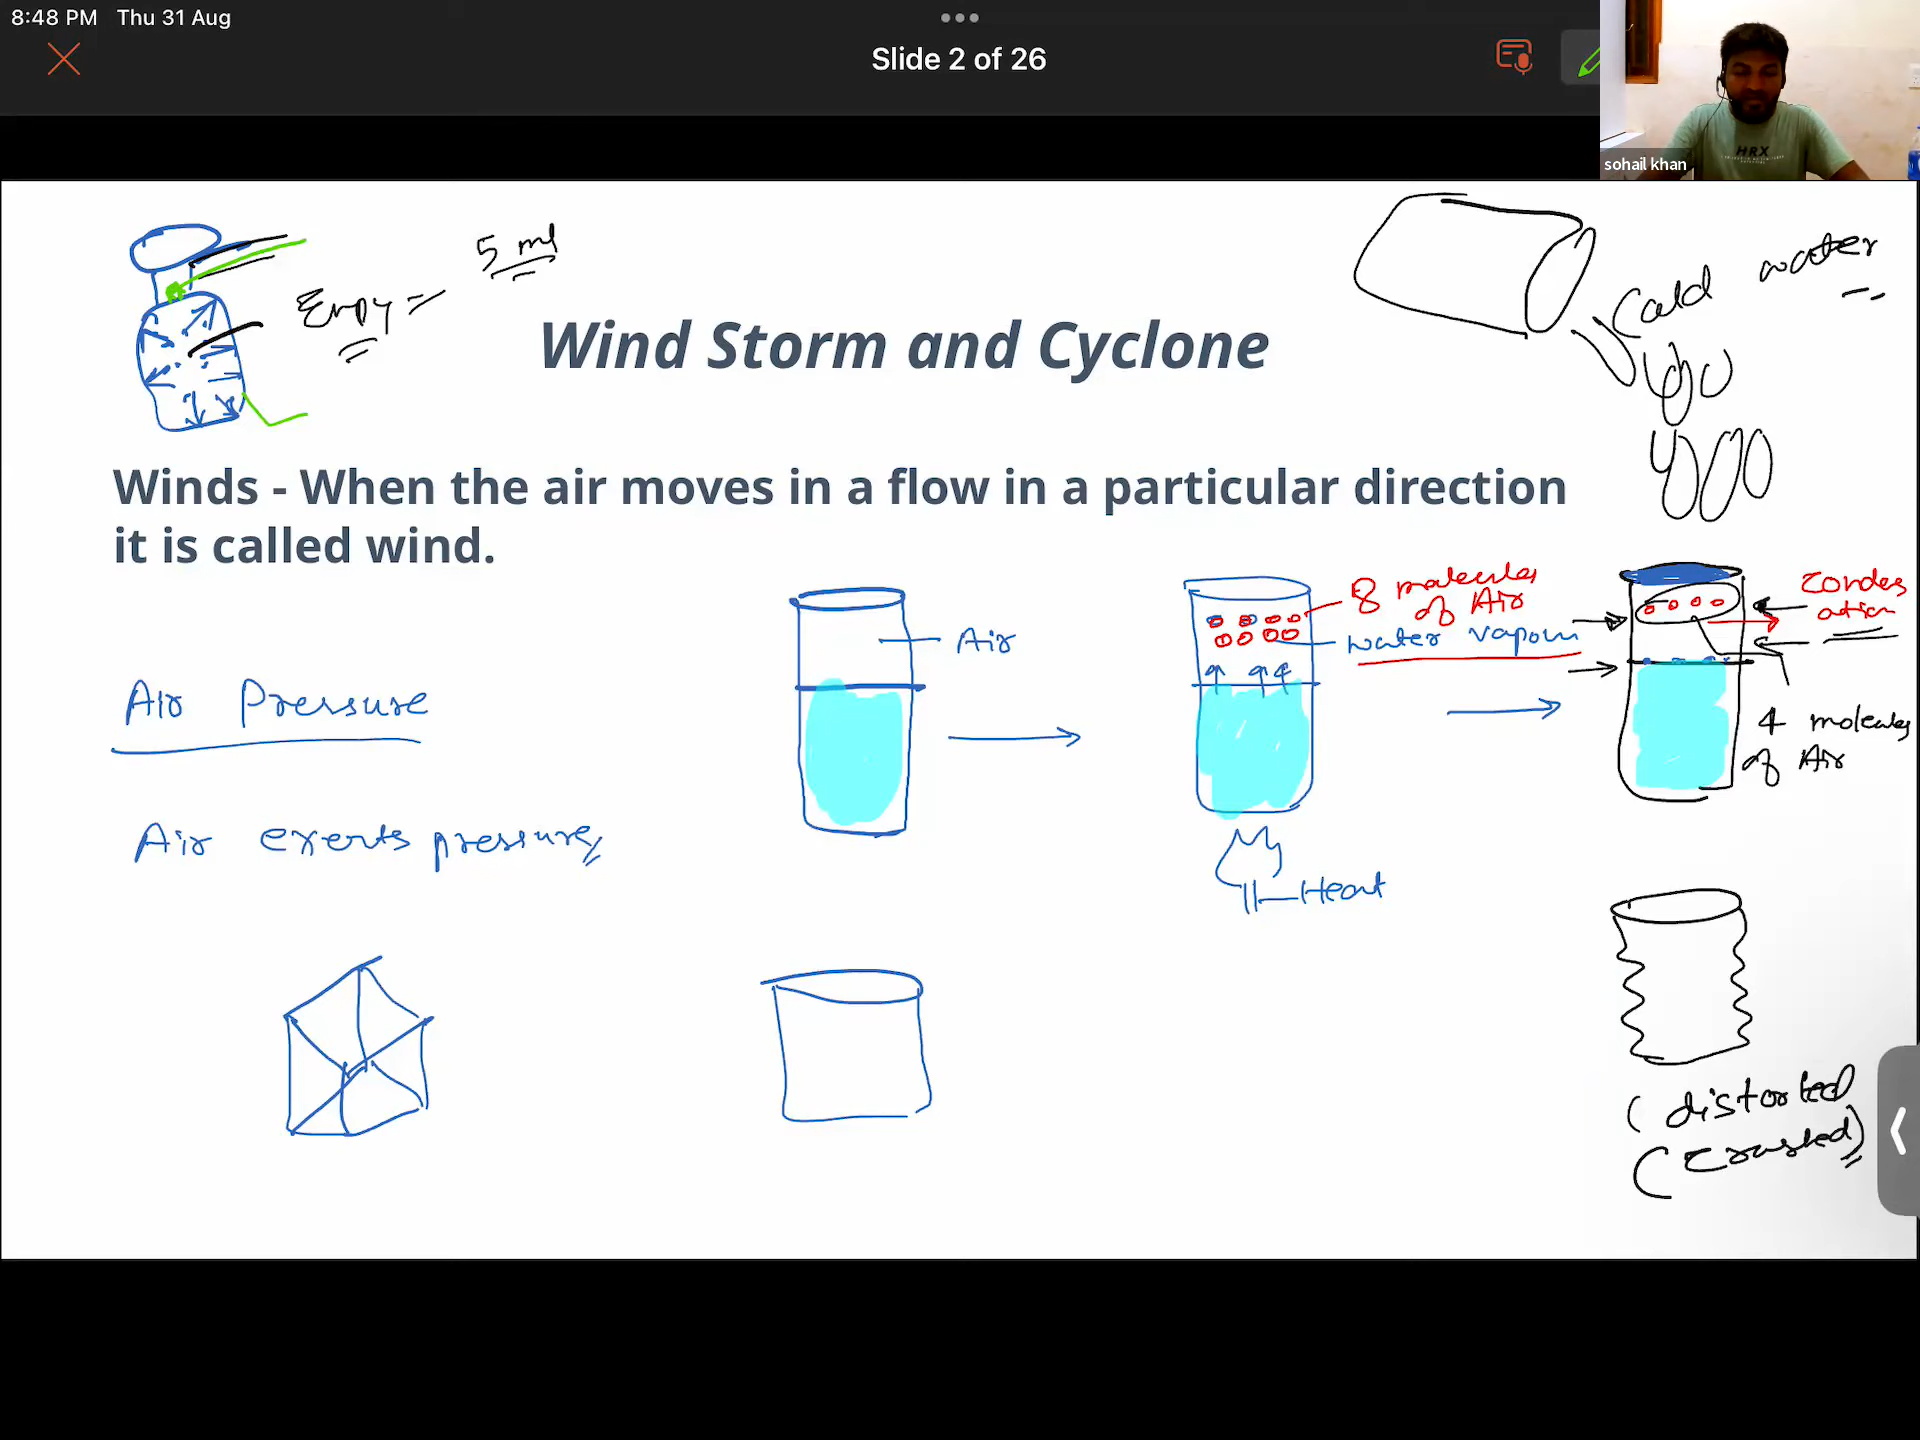 8:48 PM Thu 31 Aug
Slide 2 of 26
HRX
sohail khan
5 ml
Cold water
Wind Storm and Cyclone
Winds - When the air moves in a flow in a particular direction
it is called wind.
8 molecules
of Air
water vapour
Air
Air Pressure
4 molecules
of Air
Air exerts pressure
Heat
(distorted
(crushed)